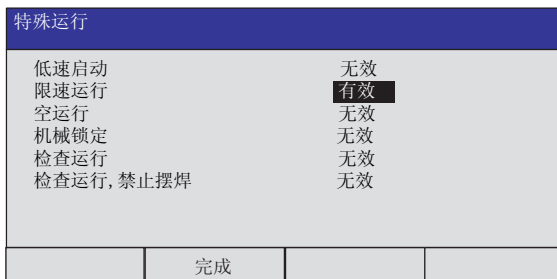 特殊运行
低速启动 无效
限速运行 有效
空运行 无效
机械锁定 无效
检查运行 无效
检查运行,禁止摆焊 无效
完成